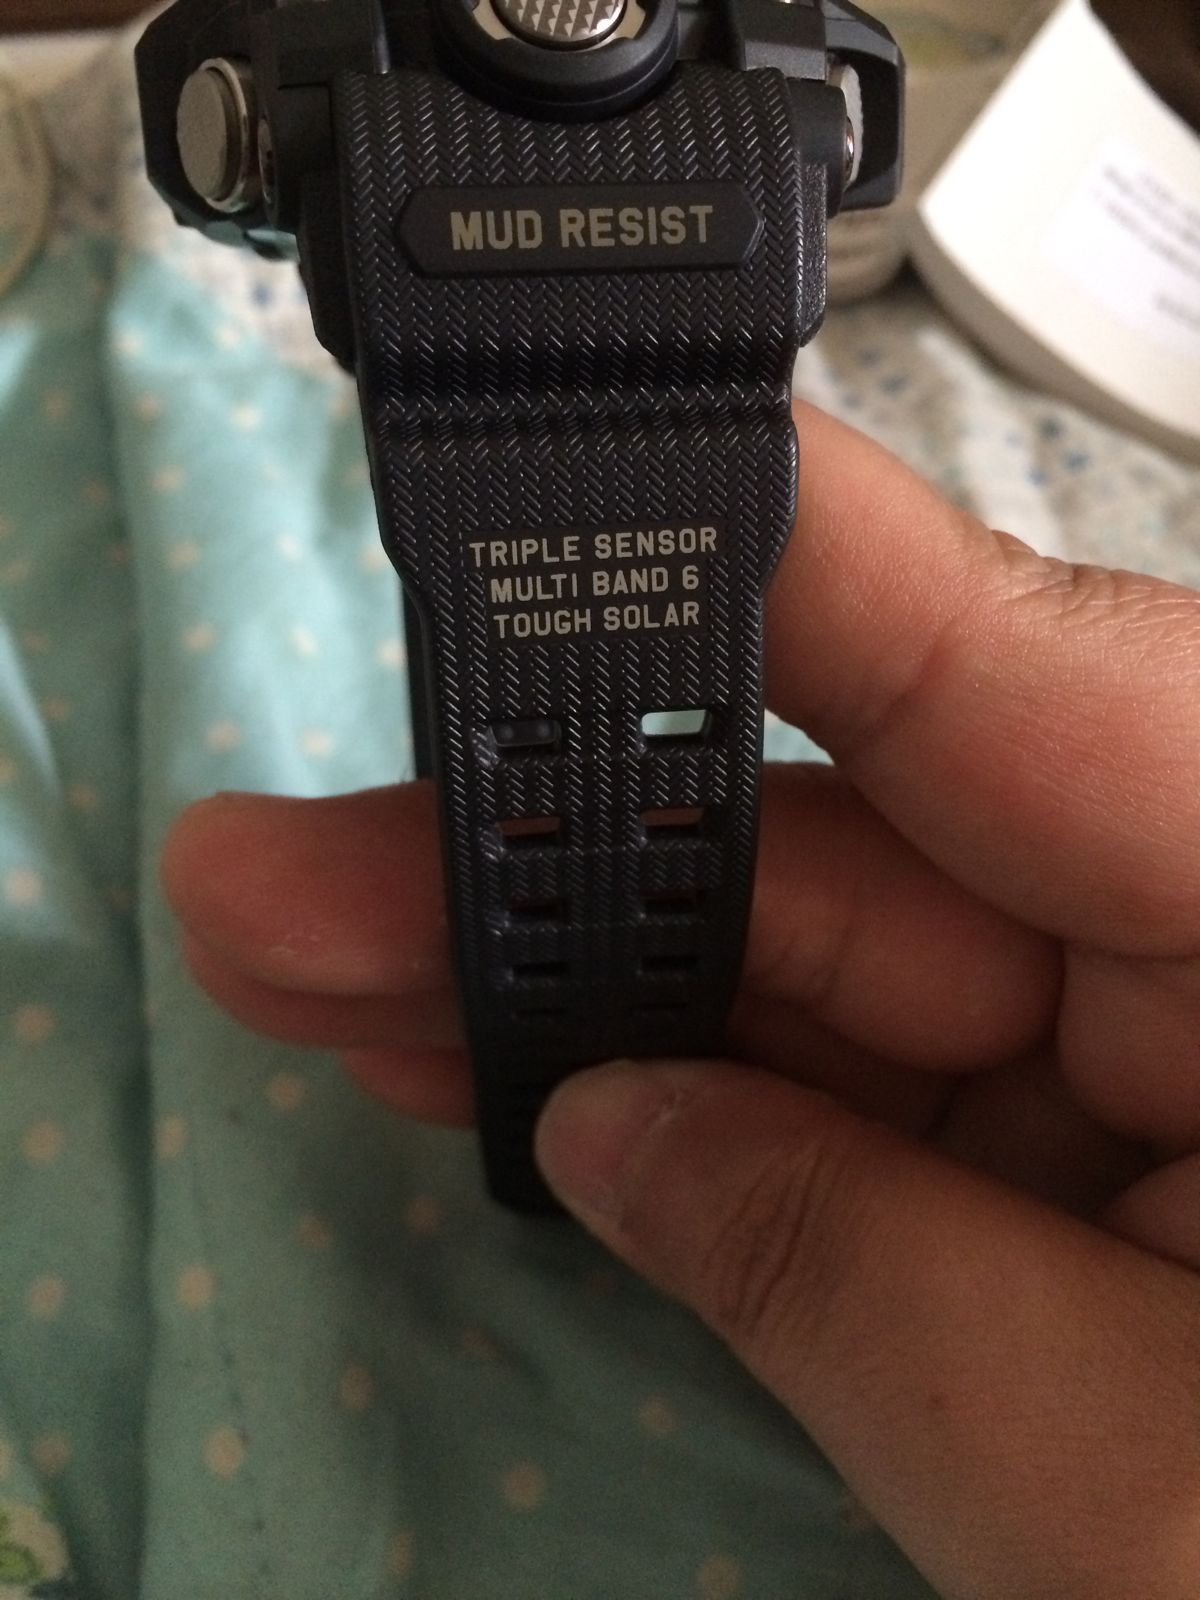 MUD RESIST
TRIPLE SENSOR
MULTI BAND 6
TOUGH SOLAR